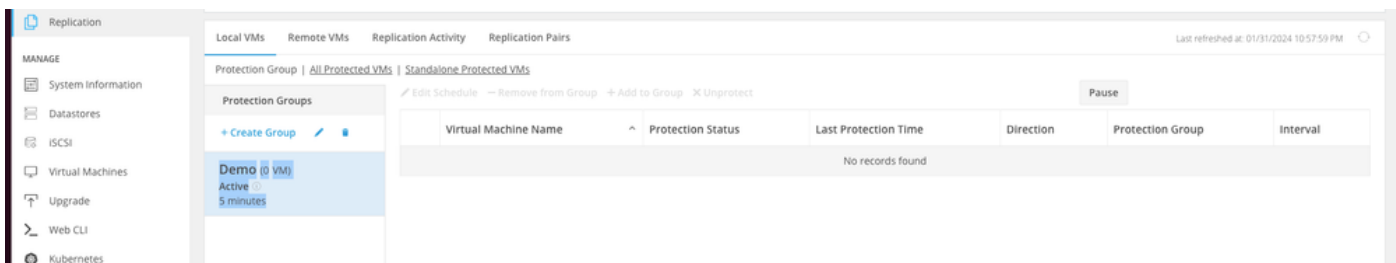 Replication
MANAGE
System Information
Datastores
iSCSI
Virtual Machines
Upgrade
Web CLI
Kubernetes
Local VMs Remote VMs Replication Activity Replication Pairs
Last refreshed at: 01/31/2024 10:57:59 PM
Protection Group | All Protected VMs | Standalone Protected VMs
Protection Groups
+ Create Group
Demo (0 VM)
Active
5 minutes
Edit Schedule Remove from Group + Add to Group X Unprotect
Pause
Virtual Machine Name Protection Status Last Protection Time Direction Protection Group Interval
No records found